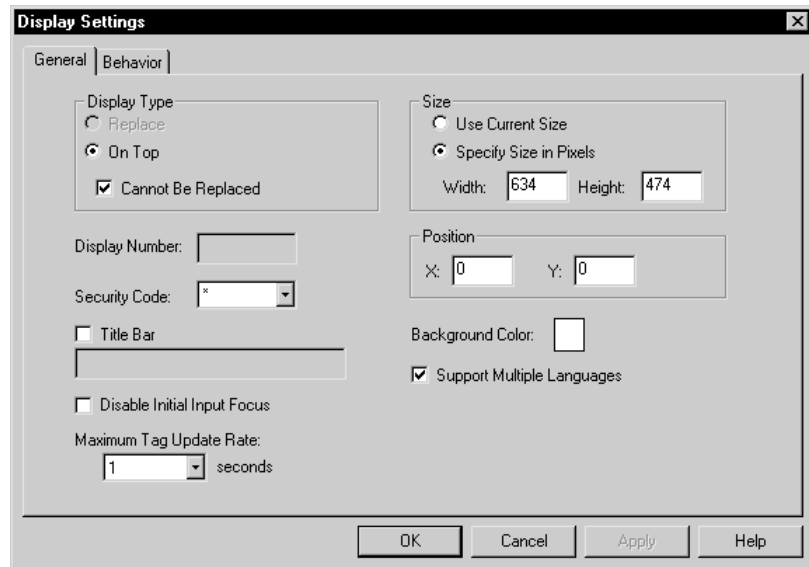 Display Settings
General
Behavior
Display Type
Replace
On Top
Cannot Be Replaced
Display Number:
Security Code:
*
Title Bar
Disable Initial Input Focus
Maximum Tag Update Rate:
1
seconds
Size
Use Current Size
Specify Size in Pixels
Width:
634
Height:
474
Position
X:
0
Y:
0
Background Color:
Support Multiple Languages
OK
Cancel
Apply
Help